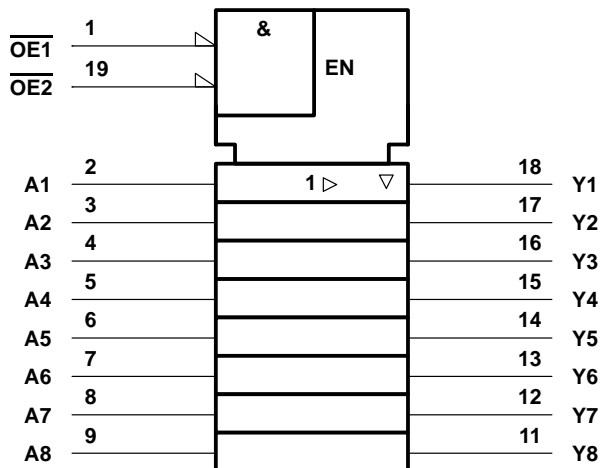 1 &
OE1
19 EN
OE2
2 1 18
A1 Y1
3 17
A2 Y2
4 16
A3 Y3
5 15
A4 Y4
6 14
A5 Y5
7 13
A6 Y6
8 12
A7 Y7
9 11
A8 Y8